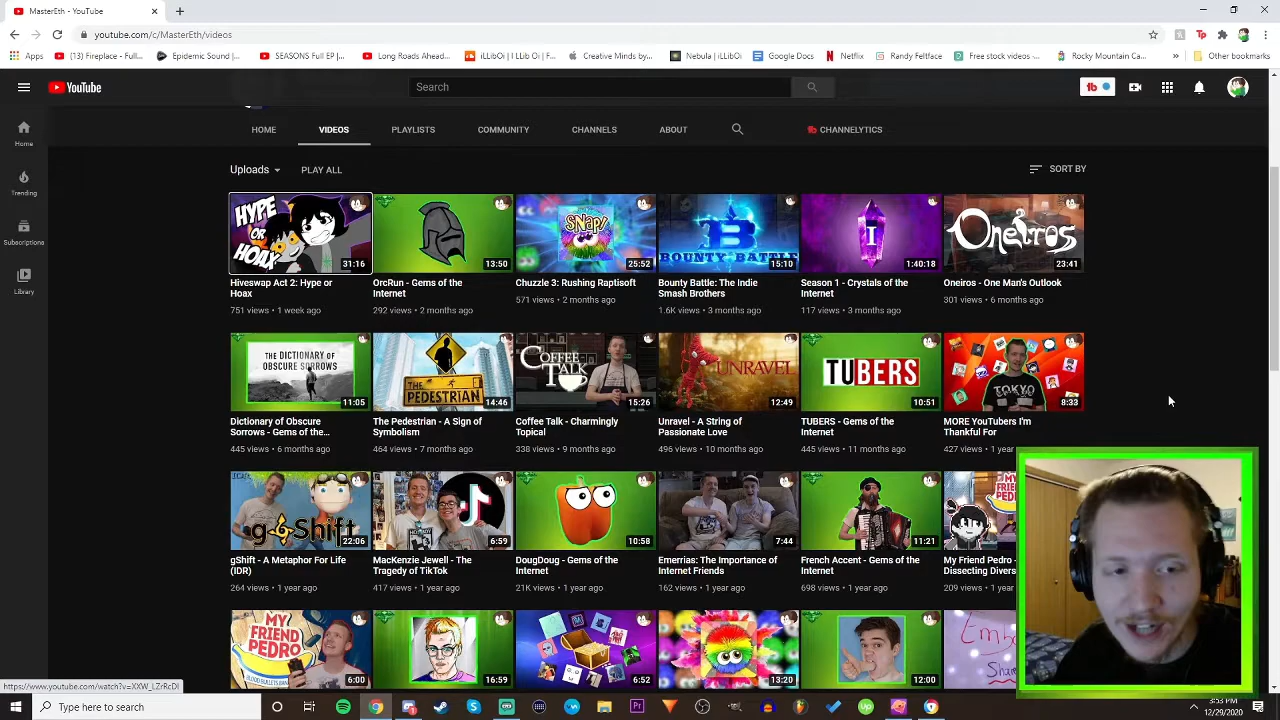 MasterEth - YouTube
youtube.com/c/MasterEth/videos
Apps
(13) Fireplace - Full...
SEASONS Full EP |...
Long Roads Ahead...
iLLiboOi | iLLib Oi |...
Creative Minds by...
Nebula | iLLibOi
Google Docs
Netflix
Randy Feltface
Free sounds
Rocky Mountain Ca...
YouTube
Search
Home
Trending
Subscriptions
Library
HOME
VIDEOS
PLAYLISTS
COMMUNITY
CHANNELS
ABOUT
CHANNELYTICS
Uploads
PLAY ALL
SORT BY
HYPE OR HOAX
31:16
13:50
SNAP!
25:52
BOUNTY BATTLE
15:10
I
1:40:18
ONEIROS
23:41
Hiveswap Act 2: Hype or Hoax
751 views • 1 week ago
OrcRun - Gems of the Internet
292 views • 2 months ago
Chuzzle 3: Rushing Raptisoft
571 views • 2 months ago
Bounty Battle: The Indie Smash Brothers
1.6K views • 3 months ago
Season 1 - Crystals of the Internet
117 views • 3 months ago
Oneiros - One Man's Outlook
283 views • 6 months ago
THE DICTIONARY OF OBSCURE SORROWS
11:05
THE PEDESTRIAN
14:46
COFFEE TALK
15:26
UNRAVEL
12:49
TUBERS
10:51
TOKYO
8:33
Dictionary of Obscure Sorrows - Gems of the...
445 views • 6 months ago
The Pedestrian - A Sign of Symbolism
464 views • 7 months ago
Coffee Talk - Charmingly Topical
338 views • 9 months ago
Unravel - A String of Passionate Love
496 views • 10 months ago
TUBERS - Gems of the Internet
445 views • 11 months ago
MORE YouTubers I'm Thankful For
427 views • 1 year
gShift
22:06
6:59
10:58
7:44
11:21
gShift - A Metaphor For Life (IDR)
264 views • 1 year ago
MacKenzie Jewell - The Tragedy of TikTok
417 views • 1 year ago
DougDoug - Gems of the Internet
21K views • 1 year ago
Emerrias: The Importance of Internet Friends
162 views • 1 year ago
French Accent - Gems of the Internet
698 views • 1 year ago
My Friend Pedro - Dissecting Divers
209 views • 1 year
MY FRIEND PEDRO
BLOOD BULLETS BAN
6:00
16:59
6:52
13:20
12:00
https://www.youtube.com/watch?v=XXW_LZrRcDI
Type here to search
3:53 PM
12/29/2020